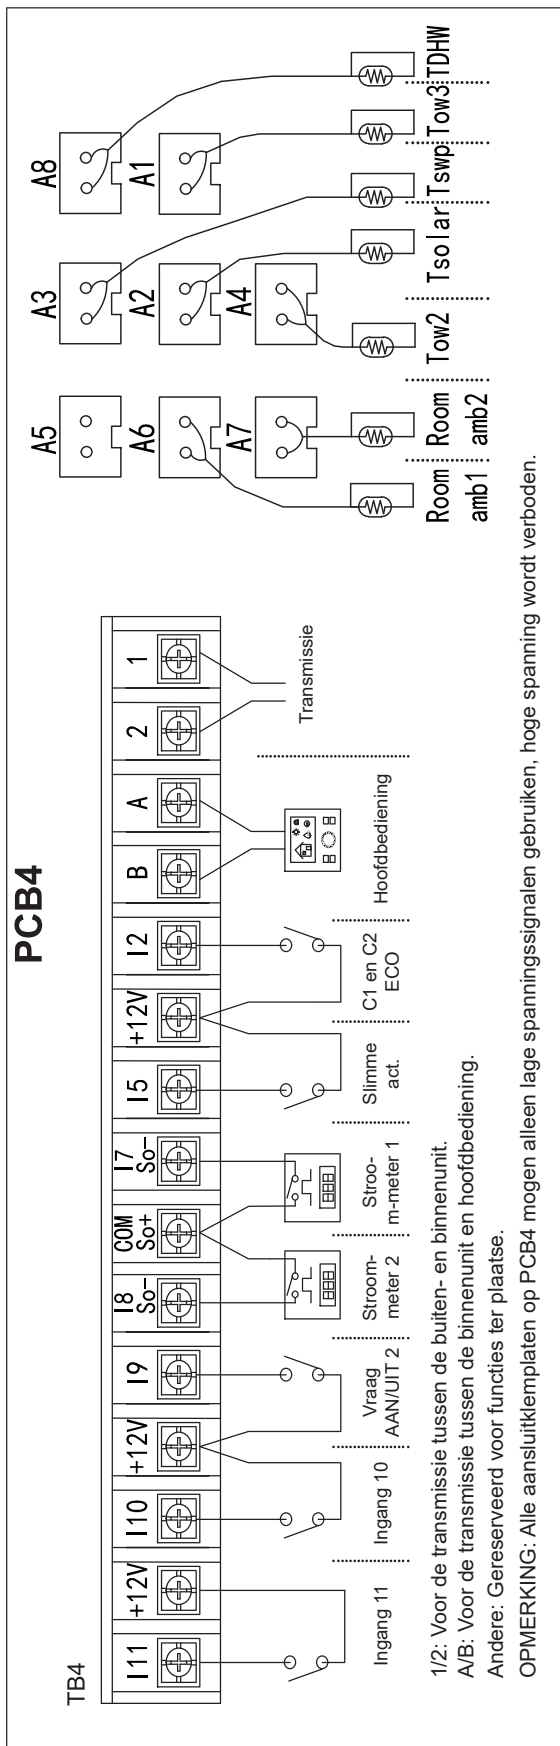 PCB4
TB4
I11
+12V
I10
+12V
I9
I8
So−
COM
So+
I7
So−
I5
+12V
I2
B
A
2
1
Ingang 11
Ingang 10
Vraag
AAN/UIT 2
Stroom-
meter 2
Stroo-
m-meter 1
Slimme
act.
C1 en C2
ECO
Hoofdbediening
Transmissie
A5
A6
A7
A3
A2
A4
A8
A1
Room
amb1
Room
amb2
Tow2
Tsolar
Tswp
Tow3
TDHW
1/2: Voor de transmissie tussen de buiten- en binnenunit.
A/B: Voor de transmissie tussen de binnenunit en hoofdbediening.
Andere: Gereserveerd voor functies ter plaatse.
OPMERKING: Alle aansluitklemplaten op PCB4 mogen alleen lage spanningssignalen gebruiken, hoge spanning wordt verboden.